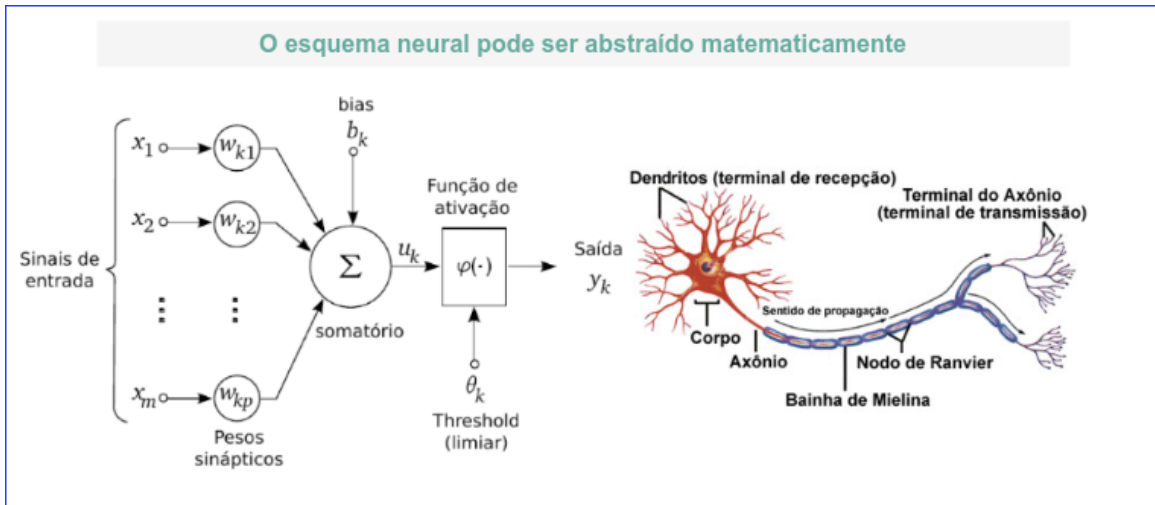 O esquema neural pode ser abstraído matematicamente
bias
b_k
x_1
w_k1
x_2
w_k2
Sinais de
entrada
x_m
w_kp
Pesos
sinápticos
Σ
somatório
u_k
Função de
ativação
φ(·)
θ_k
Threshold
(limiar)
Saída
y_k
Dendritos (terminal de recepção)
Terminal do Axônio
(terminal de transmissão)
Sentido de propagação
Corpo
Axônio
Nodo de Ranvier
Bainha de Mielina